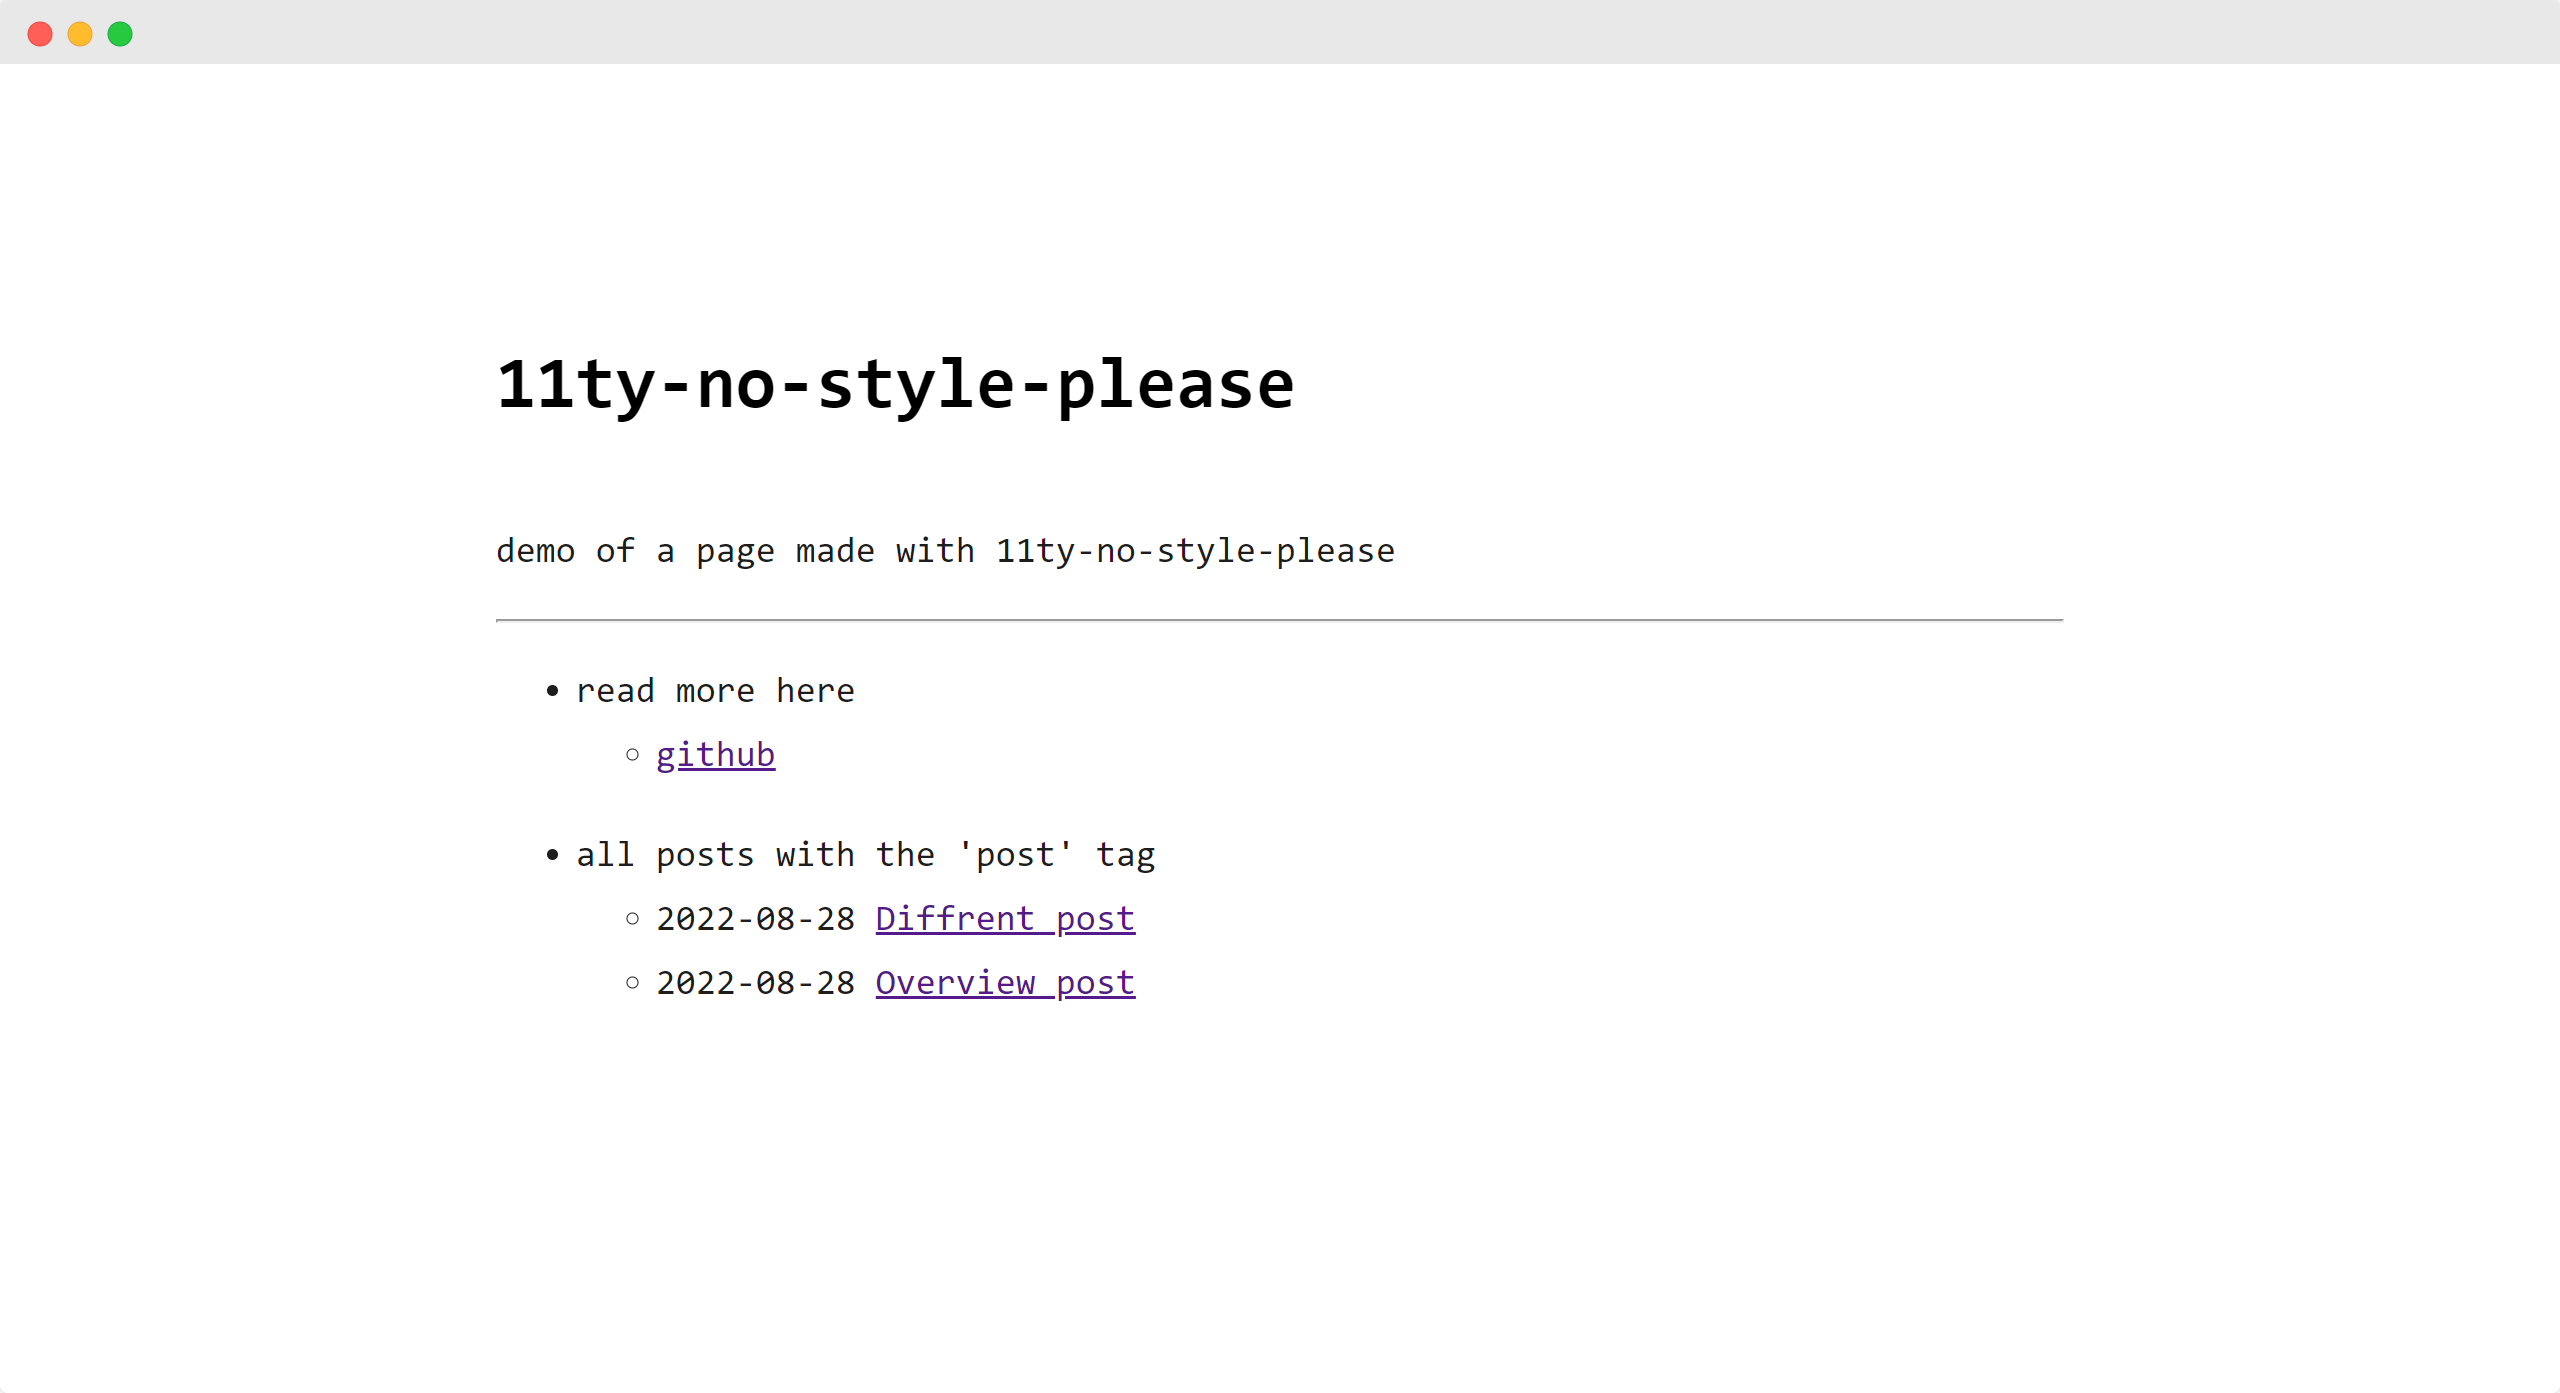 11ty-no-style-please
demo of a page made with 11ty-no-style-please
read more here
github
all posts with the 'post' tag
2022-08-28 Diffrent post
2022-08-28 Overview post